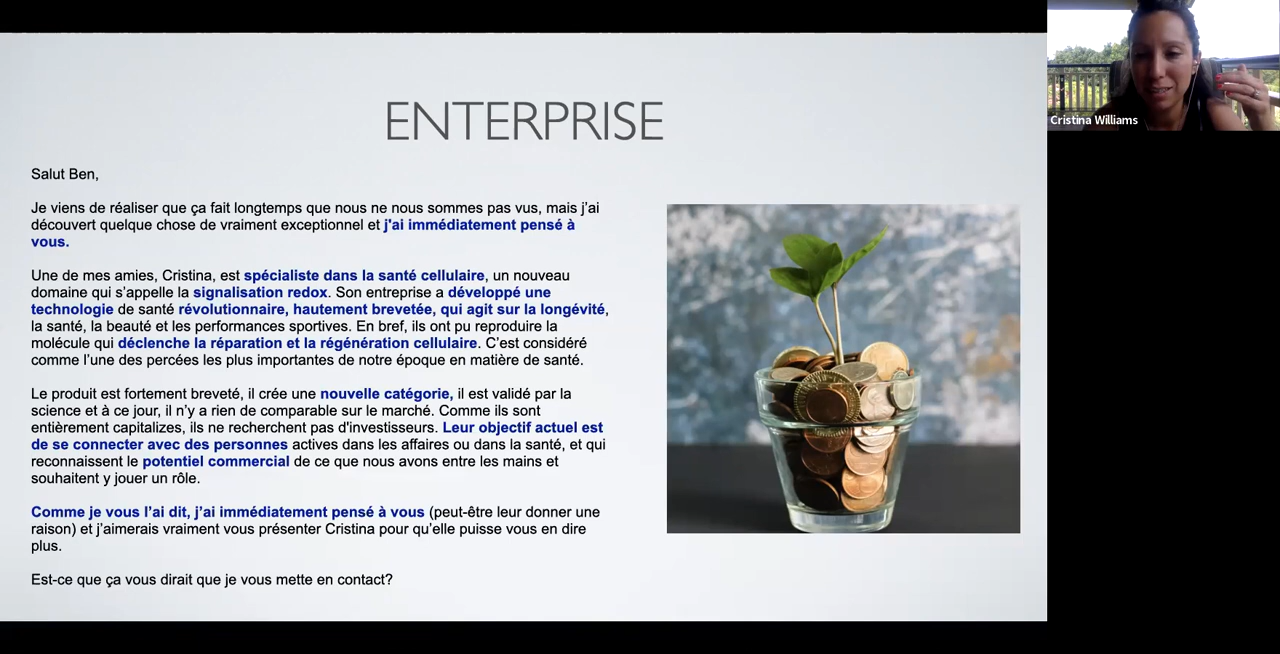 ENTERPRISE
Salut Ben,
Je viens de réaliser que ça fait longtemps que nous ne nous sommes pas vus, mais j’ai
découvert quelque chose de vraiment exceptionnel et j'ai immédiatement pensé à
vous.
Une de mes amies, Cristina, est spécialiste dans la santé cellulaire, un nouveau
domaine qui s’appelle la signalisation redox. Son entreprise a développé une
technologie de santé révolutionnaire, hautement brevetée, qui agit sur la longévité,
la santé, la beauté et les performances sportives. En bref, ils ont pu reproduire la
molécule qui déclenche la réparation et la régénération cellulaire. C’est considéré
comme l’une des percées les plus importantes de notre époque en matière de santé.
Le produit est fortement breveté, il crée une nouvelle catégorie, il est validé par la
science et à ce jour, il n’y a rien de comparable sur le marché. Comme ils sont
entièrement capitalizes, ils ne recherchent pas d'investisseurs. Leur objectif actuel est
de se connecter avec des personnes actives dans les affaires ou dans la santé, et qui
reconnaissent le potentiel commercial de ce que nous avons entre les mains et
souhaitent y jouer un rôle.
Comme je vous l’ai dit, j’ai immédiatement pensé à vous (peut-être leur donner une
raison) et j’aimerais vraiment vous présenter Cristina pour qu’elle puisse vous en dire
plus.
Est-ce que ça vous dirait que je vous mette en contact?
Cristina Williams